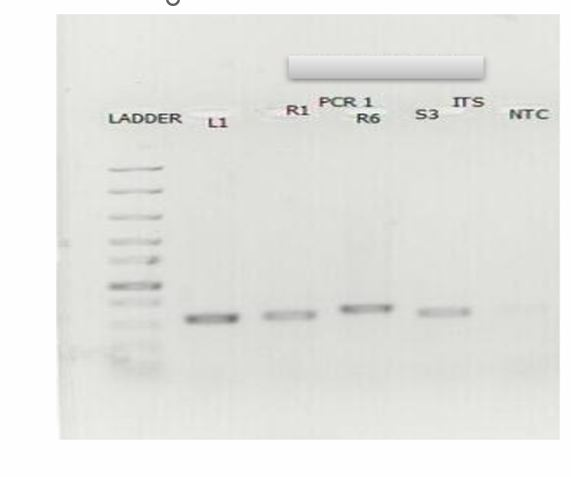 PCR 1 ITS
LADDER L1 R1 R6 S3 NTC